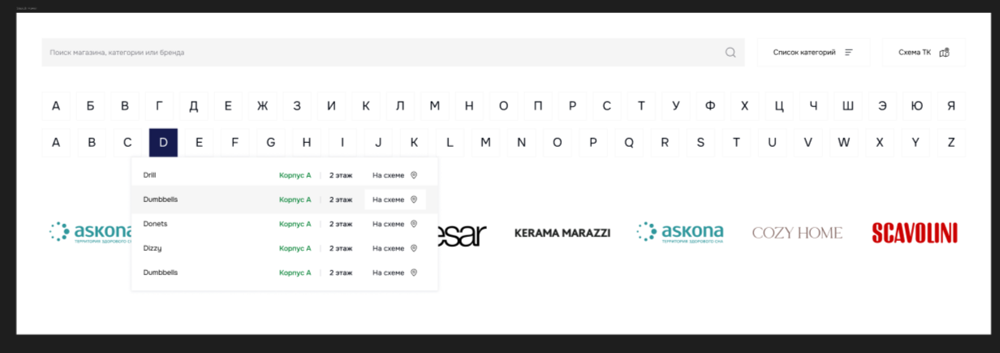 Поиск магазина, категории или бренда
Список категорий
Схема ТК
А Б В Г Д Е Ж З И К Л М Н О П Р С Т У Ф Х Ц Ч Ш Э Ю Я
A B C D E F G H I J K L M N O P Q R S T U V W X Y Z
Drill Корпус А 2 этаж На схеме
Dumbbells Корпус А 2 этаж На схеме
Donets Корпус А 2 этаж На схеме
Dizzy Корпус А 2 этаж На схеме
Dumbbells Корпус А 2 этаж На схеме
askona
ТЕРРИТОРИЯ ЗДОРОВОГО
esar
KERAMA MARAZZI
askona
ТЕРРИТОРИЯ ЗДОРОВОГО СНА
COZY HOME
SCAVOLINI